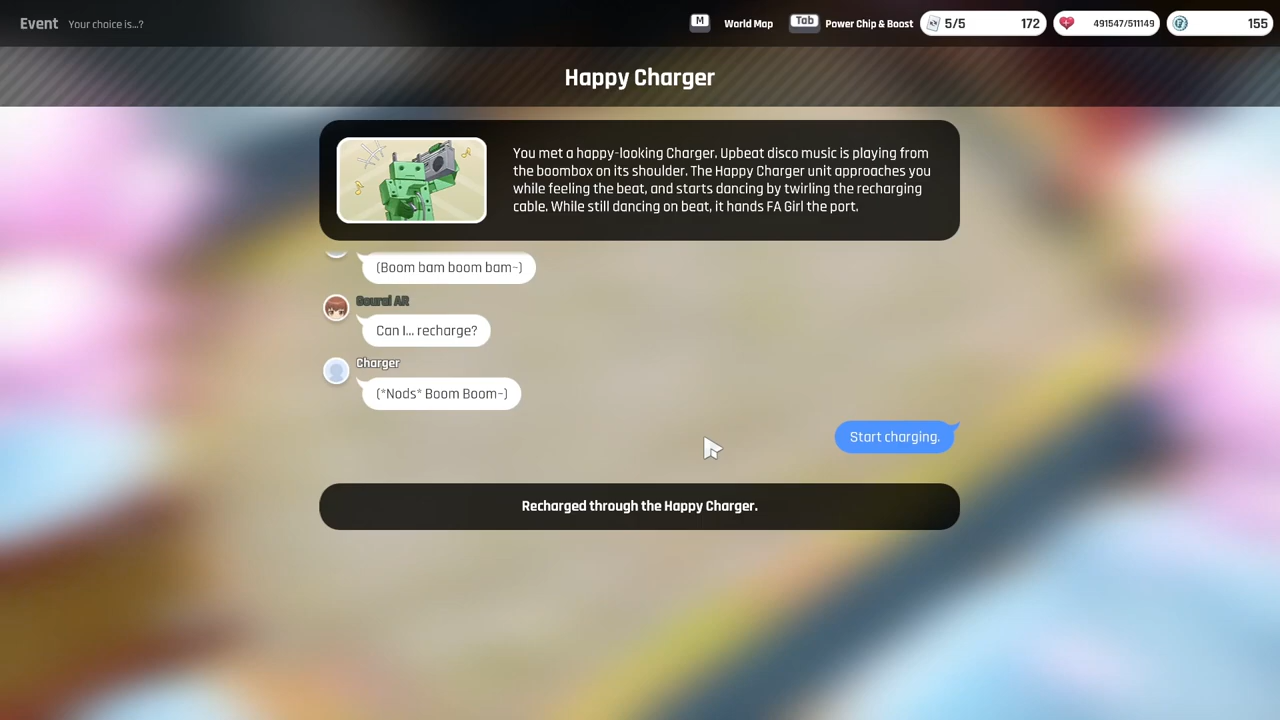 Event Your choice is...? M World Map Tab Power Chip & Boost 5/5 172 491547/511149 155
Happy Charger
You met a happy-looking Charger. Upbeat disco music is playing from
the boombox on its shoulder. The Happy Charger unit approaches you
while feeling the beat, and starts dancing by twirling the recharging
cable. While still dancing on beat, it hands FA Girl the port.
(Boom bam boom bam~)
Gourai AR
Can I... recharge?
Charger
(*Nods* Boom Boom~)
Start charging.
Recharged through the Happy Charger.